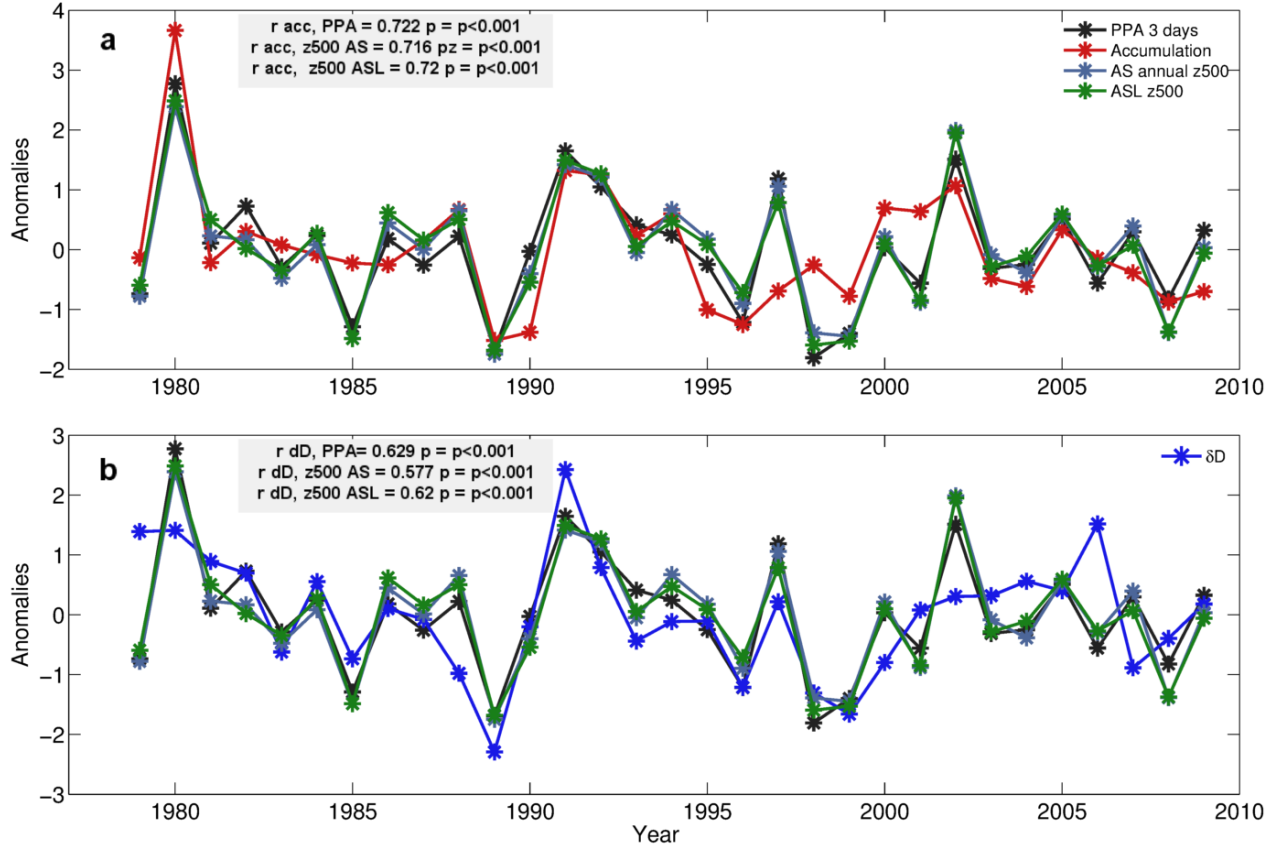 a
r acc, PPA = 0.722 p = p<0.001
r acc, z500 AS = 0.716 pz = p<0.001
r acc, z500 ASL = 0.72 p = p<0.001
PPA 3 days
Accumulation
AS annual z500
ASL z500
Anomalies
4
3
2
1
0
−1
−2
1980 1985 1990 1995 2000 2005 2010
b
r dD, PPA= 0.629 p = p<0.001
r dD, z500 AS = 0.577 p = p<0.001
r dD, z500 ASL = 0.62 p = p<0.001
δD
Anomalies
3
2
1
0
−1
−2
−3
1980 1985 1990 1995 2000 2005 2010
Year